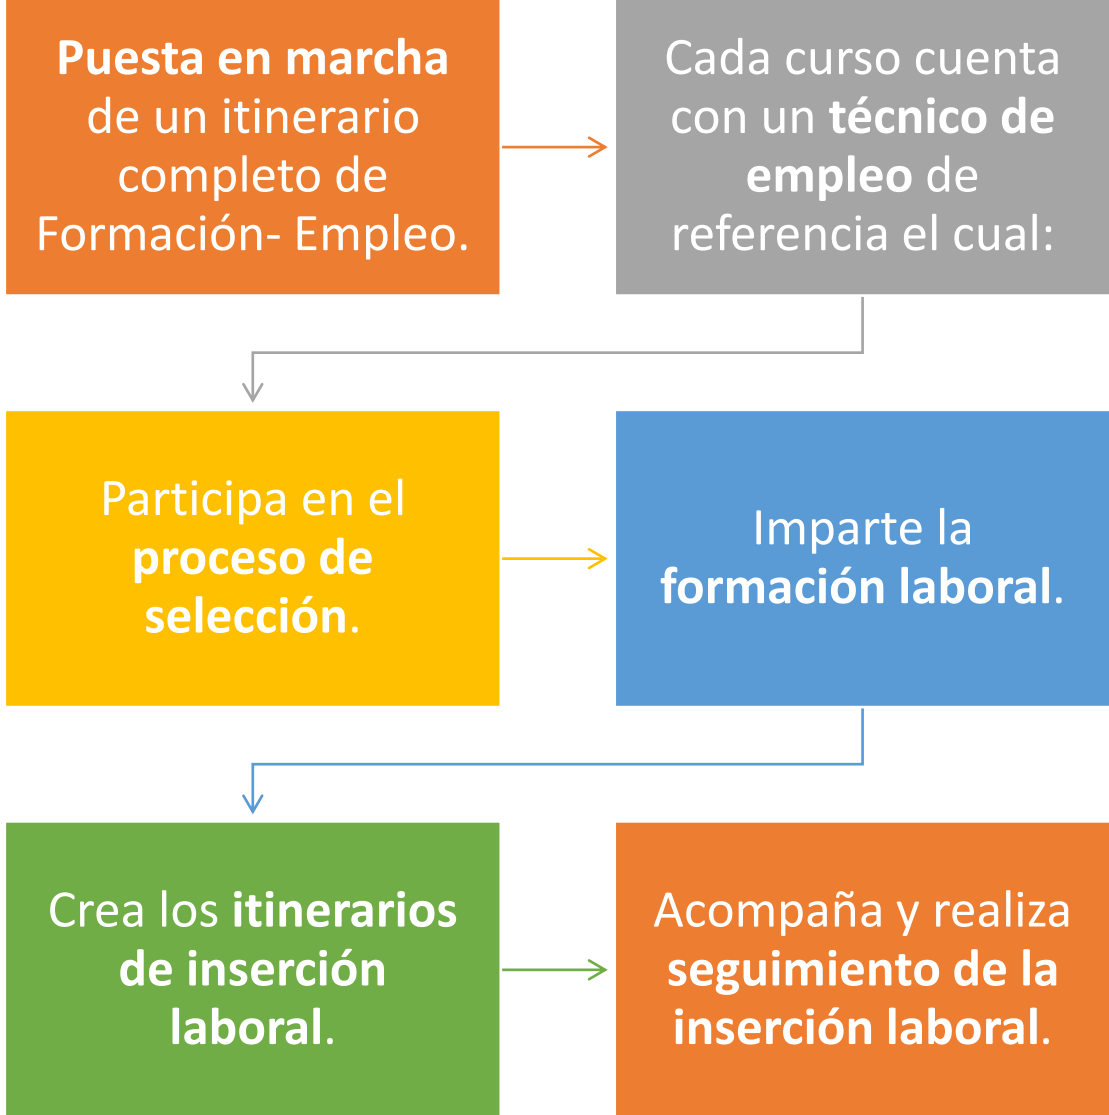 Puesta en marcha
de un itinerario
completo de
Formación- Empleo.
Cada curso cuenta
con un técnico de
empleo de
referencia el cual:
Participa en el
proceso de
selección.
Imparte la
formación laboral.
Crea los itinerarios
de inserción
laboral.
Acompaña y realiza
seguimiento de la
inserción laboral.